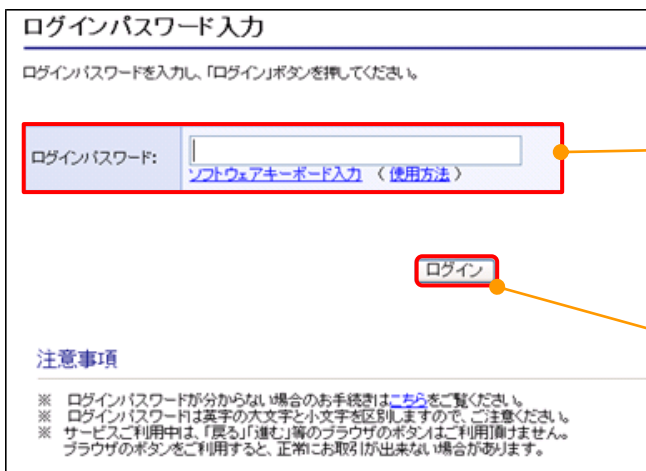 ログインパスワード入力
ログインパスワードを入力し、「ログイン」ボタンを押してください。
ログインパスワード:
ソフトウェアキーボード入力 （使用方法）
ログイン
注意事項
※ ログインパスワードが分からない場合のお手続きはこちらをご覧ください。
※ ログインパスワードは英字の大文字と小文字を区別しますので、ご注意ください。
※ サービスご利用中は、「戻る」「進む」等のブラウザのボタンはご利用頂けません。
ブラウザのボタンをご利用すると、正常にお取引が出来ない場合があります。